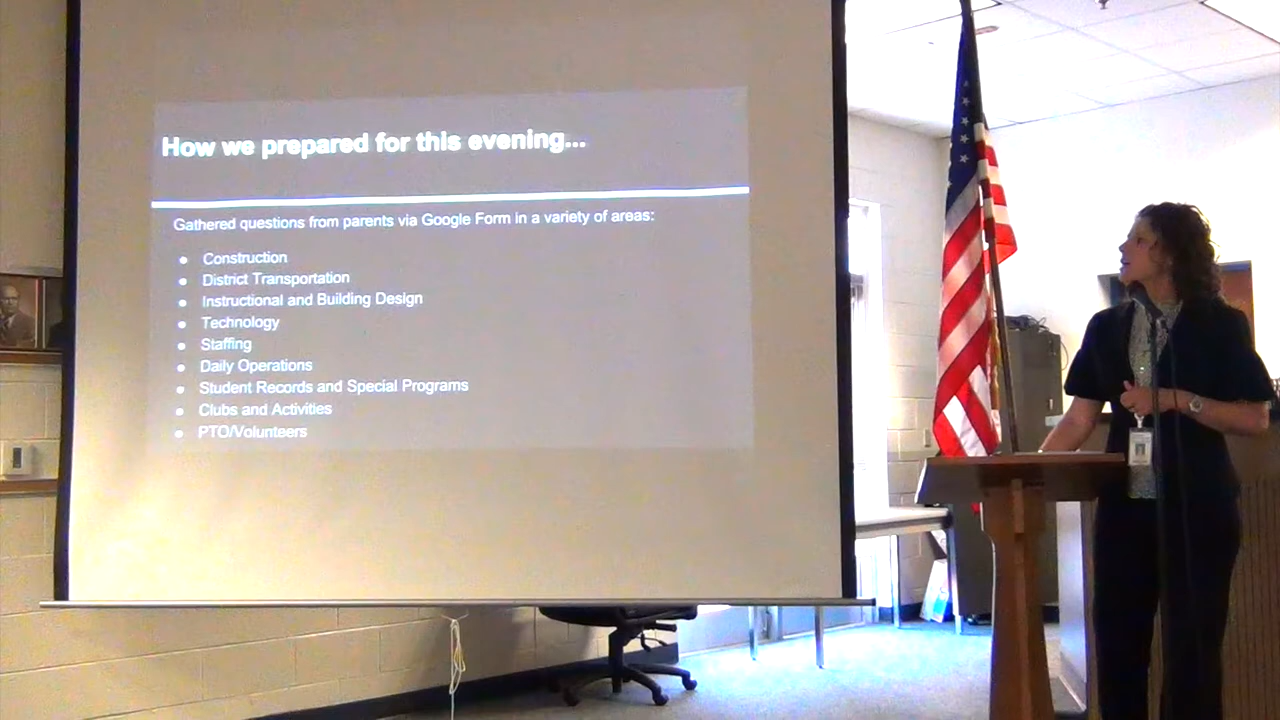 How we prepared for this evening...
Gathered questions from parents via Google Form in a variety of areas:
● Construction
● District Transportation
● Instructional and Building Design
● Technology
● Staffing
● Daily Operations
● Student Records and Special Programs
● Clubs and Activities
● PTO/Volunteers